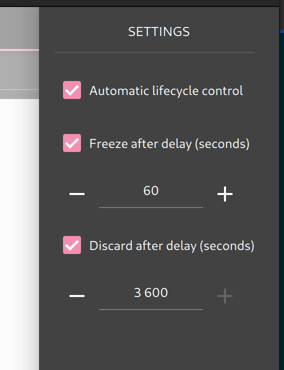 SETTINGS
Automatic lifecycle control
Freeze after delay (seconds)
60
Discard after delay (seconds)
3 600